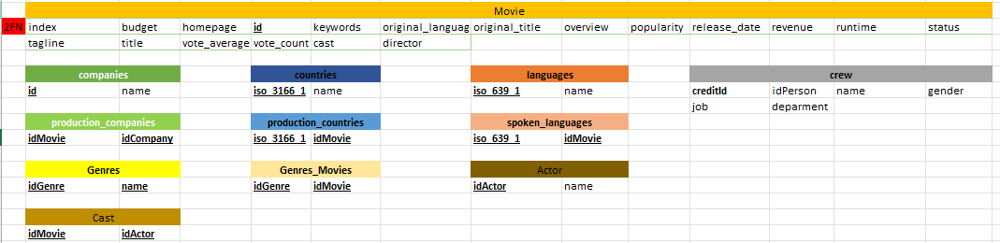 Movie
2FN index budget homepage id keywords original_languag original_title overview popularity release_date revenue runtime status
tagline title vote_average vote_count cast director
companies countries languages crew
id name iso_3166_1 name iso_639_1 name creditId idPerson name gender
job deparment
production_companies production_countries spoken_languages
idMovie idCompany iso_3166_1 idMovie iso_639_1 idMovie
Genres Genres_Movies Actor
idGenre name idGenre idMovie idActor name
Cast
idMovie idActor